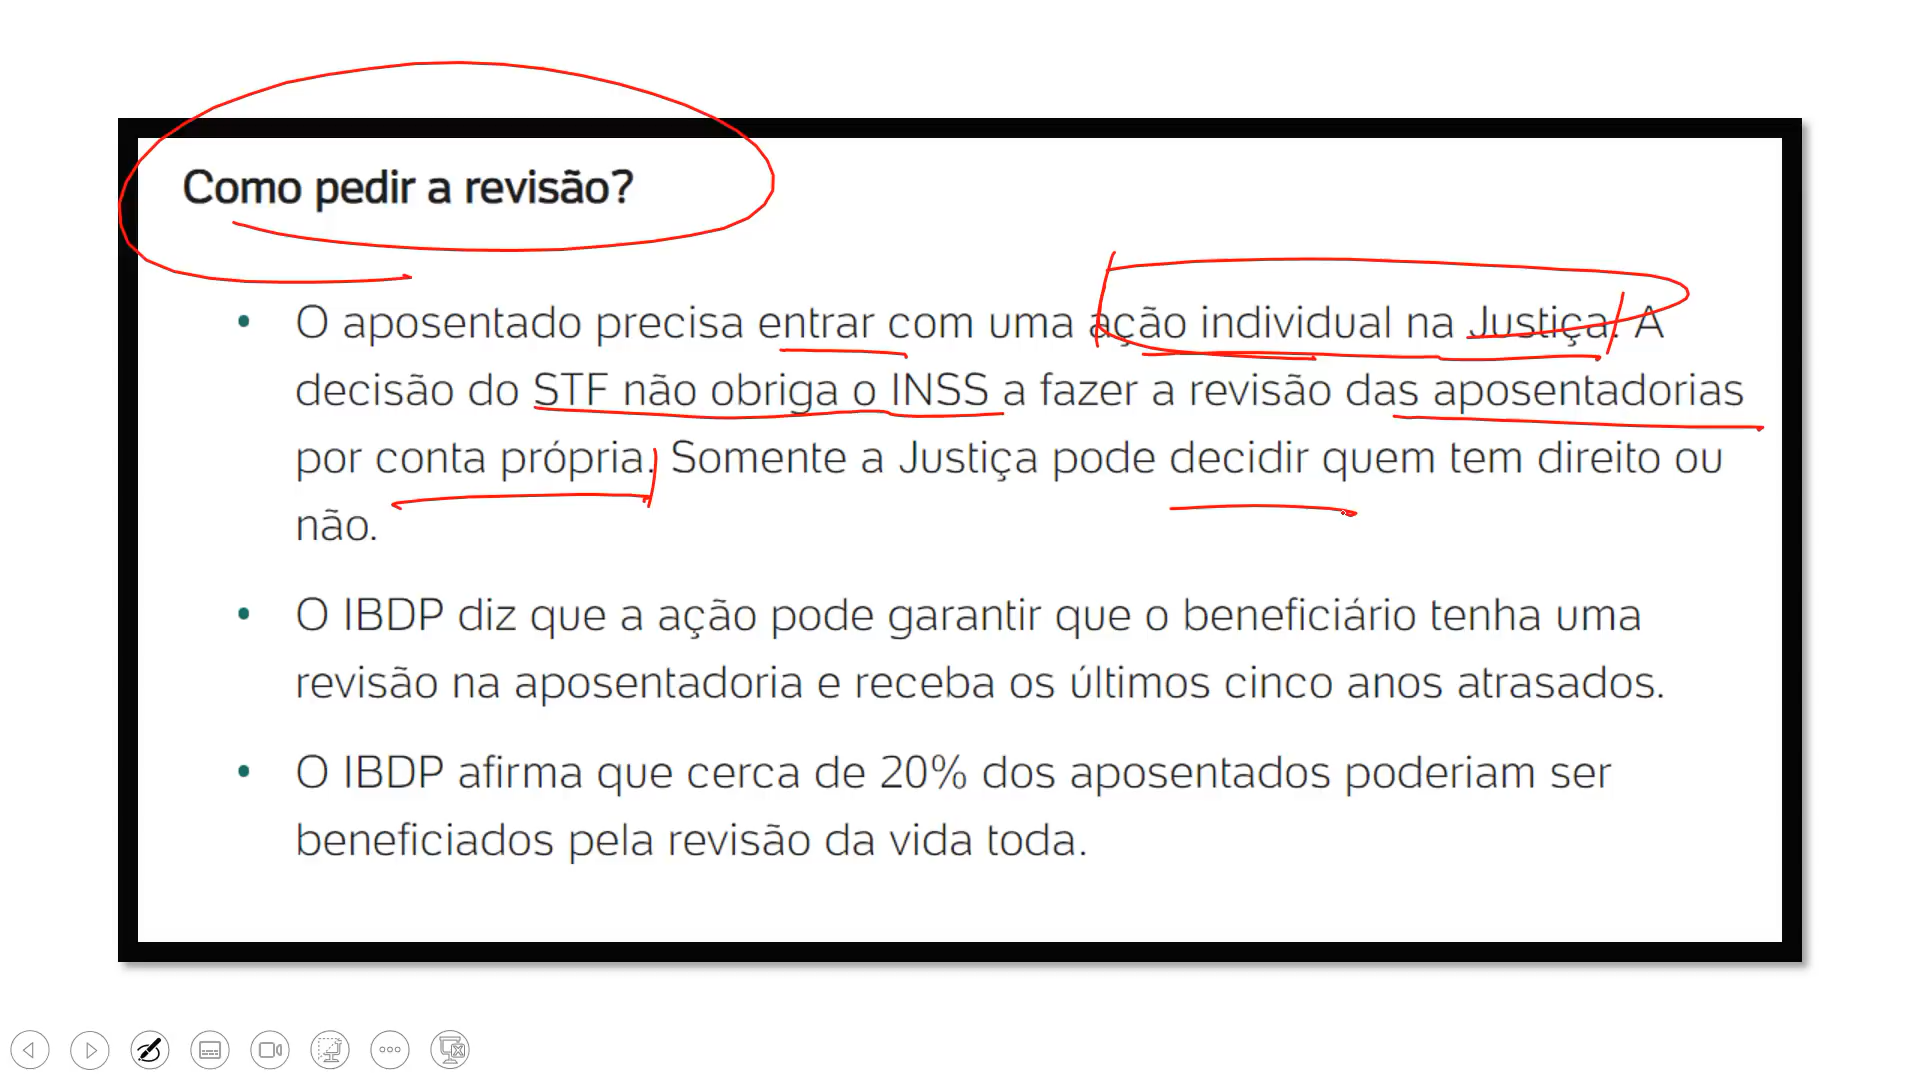 Como pedir a revisão?
• O aposentado precisa entrar com uma ação individual na Justiça. A
decisão do STF não obriga o INSS a fazer a revisão das aposentadorias
por conta própria. Somente a Justiça pode decidir quem tem direito ou
não.
• O IBDP diz que a ação pode garantir que o beneficiário tenha uma
revisão na aposentadoria e receba os últimos cinco anos atrasados.
• O IBDP afirma que cerca de 20% dos aposentados poderiam ser
beneficiados pela revisão da vida toda.